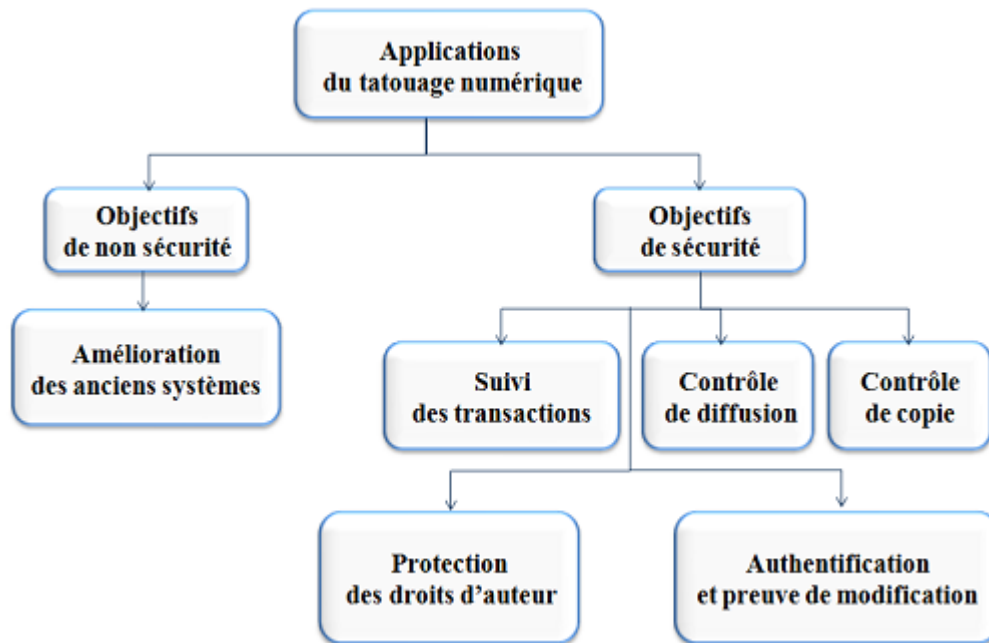 Applications
du tatouage numérique
Objectifs
de non sécurité
Objectifs
de sécurité
Amélioration
des anciens systèmes
Suivi
des transactions
Contrôle
de diffusion
Contrôle
de copie
Protection
des droits d’auteur
Authentification
et preuve de modification